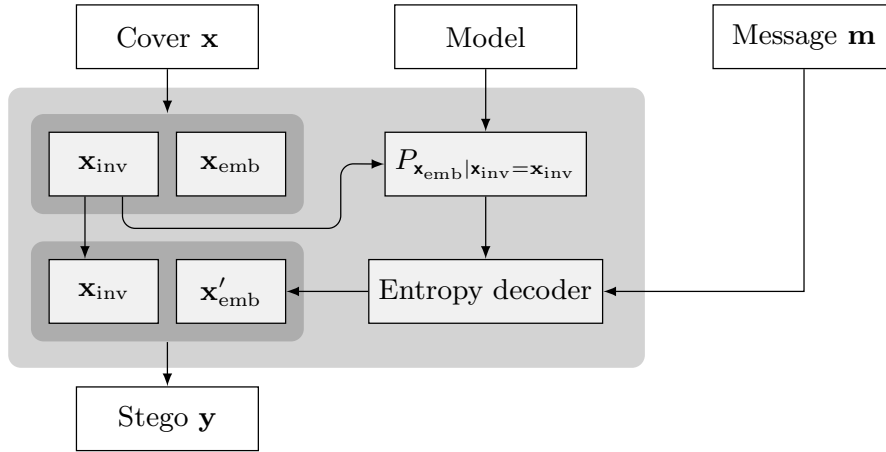 Cover x
Model
Message m
x_inv
x_emb
P_{x_emb|x_inv=x_inv}
x_inv
x′_emb
Entropy decoder
Stego y